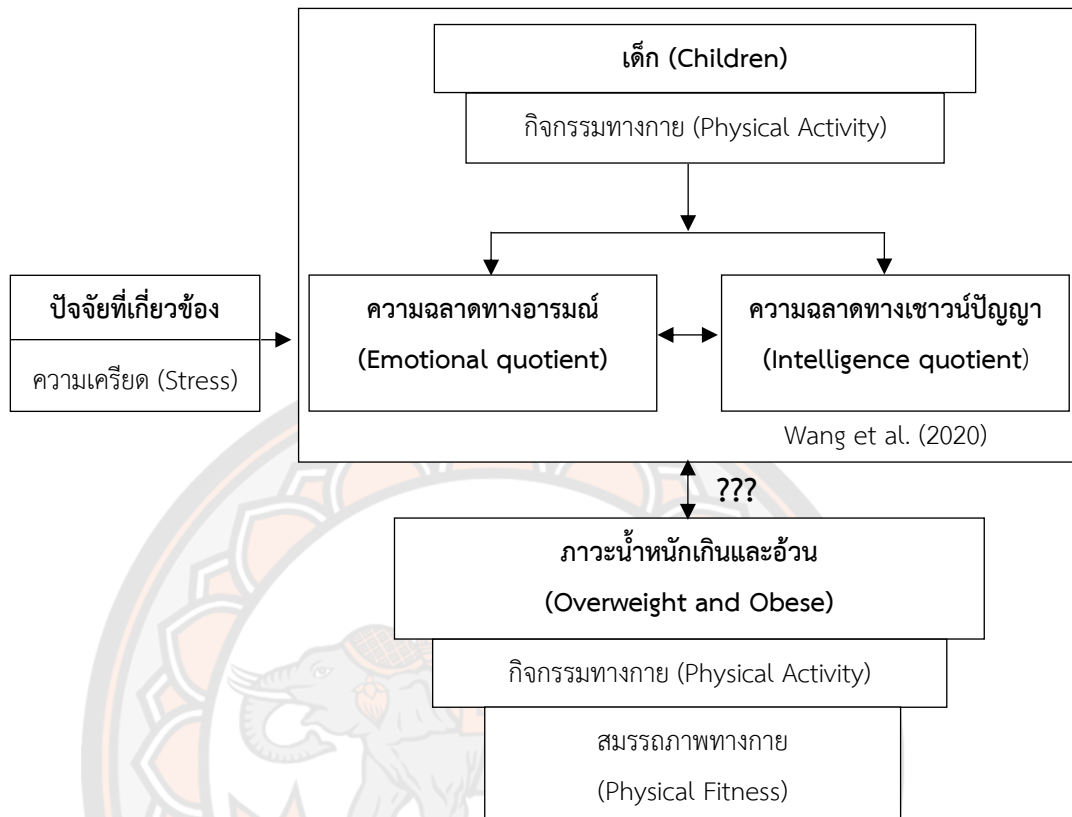 เด็ก (Children)
กิจกรรมทางกาย (Physical Activity)
ปัจจัยที่เกี่ยวข้อง
ความเครียด (Stress)
ความฉลาดทางอารมณ์
(Emotional quotient)
ความฉลาดทางเชาวน์ปัญญา
(Intelligence quotient)
Wang et al. (2020)
???
ภาวะน้ำหนักเกินและอ้วน
(Overweight and Obese)
กิจกรรมทางกาย (Physical Activity)
สมรรถภาพทางกาย
(Physical Fitness)